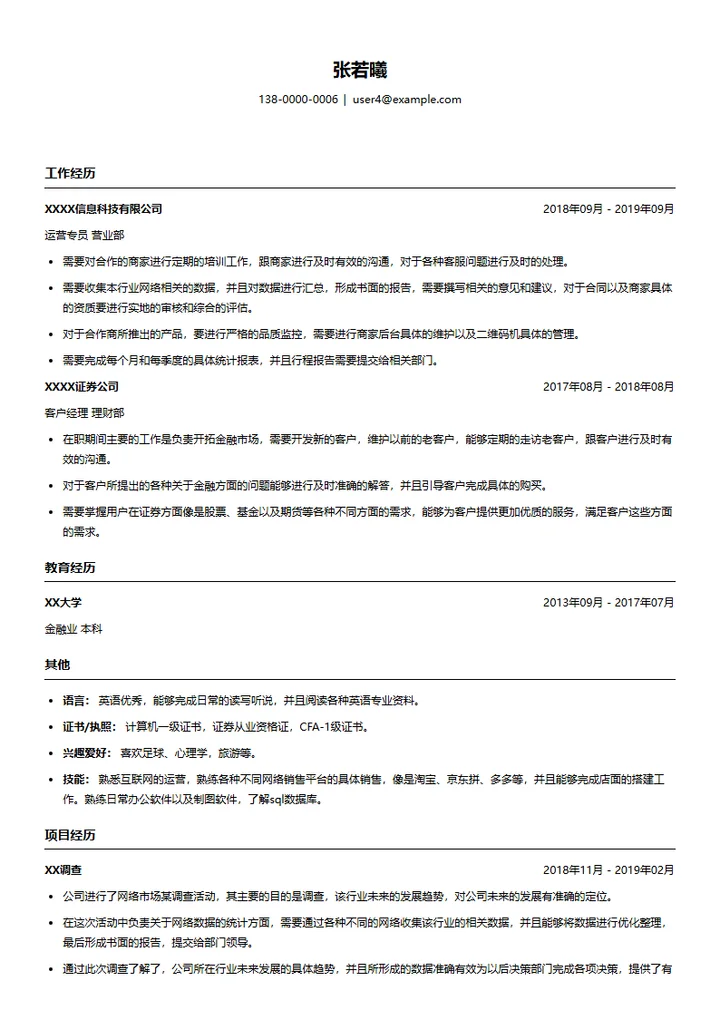 张若曦
138-0000-0006 | user4@example.com
工作经历
XXXX信息科技有限公司 2018年09月 - 2019年09月
运营专员 营业部
• 需要对合作的商家进行定期的培训工作，跟商家进行及时有效的沟通，对于各种客服问题进行及时的处理。
• 需要收集本行业网络相关的数据，并且对数据进行汇总，形成书面的报告，需要撰写相关的意见和建议，对于合同以及商家具体
的资质要进行实地的审核和综合的评估。
• 对于合作商所推出的产品，要进行严格的品质监控，需要进行商家后台具体的维护以及二维码机具体的管理。
• 需要完成每个月和每季度的具体统计报表，并且行程报告需要提交给相关部门。
XXXX证券公司 2017年08月 - 2018年08月
客户经理 理财部
• 在职期间主要的工作是负责开拓金融市场，需要开发新的客户，维护以前的老客户，能够定期的走访老客户，跟客户进行及时有
效的沟通。
• 对于客户所提出的各种关于金融方面的问题能够进行及时准确的解答，并且引导客户完成具体的购买。
• 需要掌握用户在证券方面像是股票、基金以及期货等各种不同方面的需求，能够为客户提供更加优质的服务，满足客户这些方面
的需求。
教育经历
XX大学 2013年09月 - 2017年07月
金融业 本科
其他
• 语言： 英语优秀，能够完成日常的读写听说，并且阅读各种英语专业资料。
• 证书/执照： 计算机一级证书，证券从业资格证，CFA-1级证书。
• 兴趣爱好： 喜欢足球、心理学，旅游等。
• 技能： 熟悉互联网的运营，熟练各种不同网络销售平台的具体销售，像是淘宝、京东拼、多多等，并且能够完成店面的搭建工
作。熟练日常办公软件以及制图软件，了解sql数据库。
项目经历
XX调查 2018年11月 - 2019年02月
• 公司进行了网络市场某调查活动，其主要的目的是调查，该行业未来的发展趋势，对公司未来的发展有准确的定位。
• 在这次活动中负责关于网络数据的统计方面，需要通过各种不同的网络收集该行业的相关数据，并且能够将数据进行优化整理，
最后形成书面的报告，提交给部门领导。
• 通过此次调查了解了，公司所在行业未来发展的具体趋势，并且所形成的数据准确有效为以后决策部门完成各项决策，提供了有